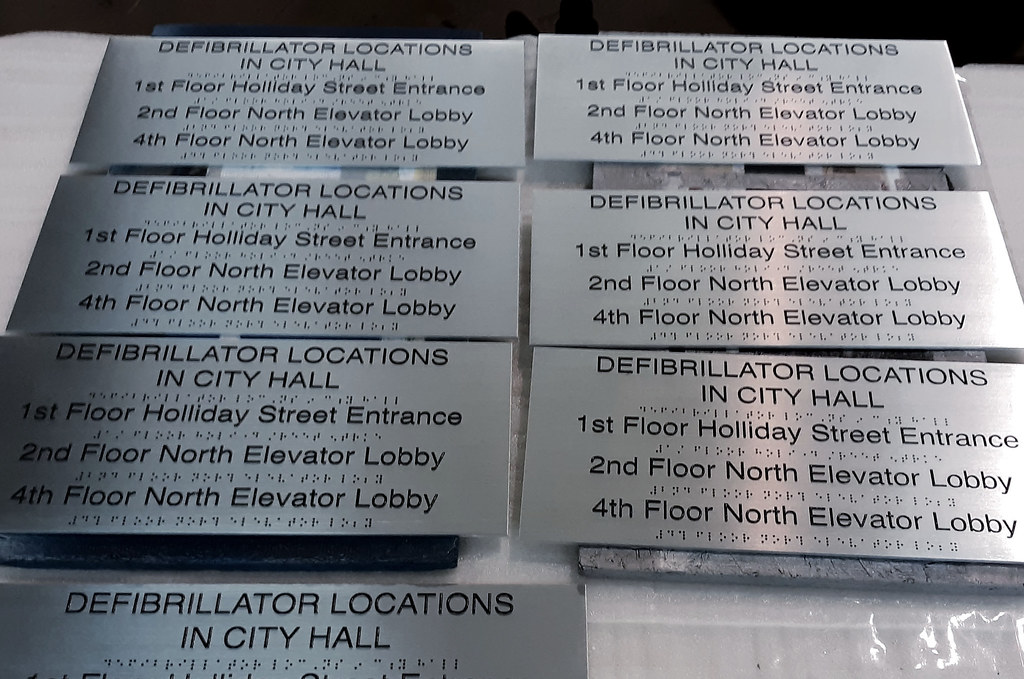 DEFIBRILLATOR LOCATIONS
IN CITY HALL
1st Floor Holliday Street Entrance
2nd Floor North Elevator Lobby
4th Floor North Elevator Lobby
DEFIBRILLATOR LOCATIONS
IN CITY HALL
1st Floor Holliday Street Entrance
2nd Floor North Elevator Lobby
4th Floor North Elevator Lobby
DEFIBRILLATOR LOCATIONS
IN CITY HALL
1st Floor Holliday Street Entrance
2nd Floor North Elevator Lobby
4th Floor North Elevator Lobby
DEFIBRILLATOR LOCATIONS
IN CITY HALL
1st Floor Holliday Street Entrance
2nd Floor North Elevator Lobby
4th Floor North Elevator Lobby
DEFIBRILLATOR LOCATIONS
IN CITY HALL
1st Floor Holliday Street Entrance
2nd Floor North Elevator Lobby
4th Floor North Elevator Lobby
DEFIBRILLATOR LOCATIONS
IN CITY HALL
1st Floor Holliday Street Entrance
2nd Floor North Elevator Lobby
4th Floor North Elevator Lobby
DEFIBRILLATOR LOCATIONS
IN CITY HALL